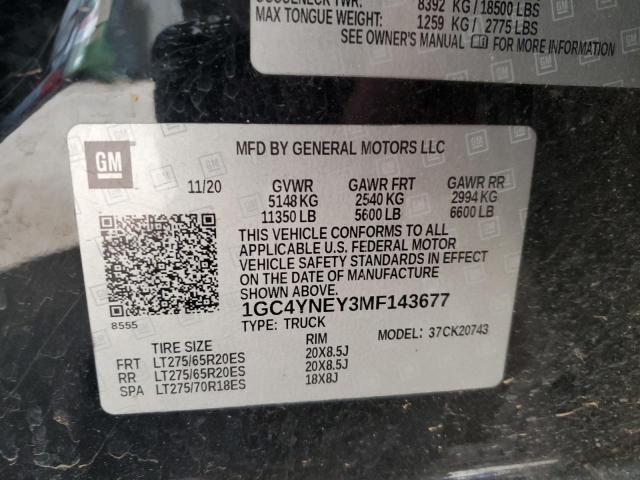 8392 KG / 18500 LBS
MAX TONGUE WEIGHT: 1259 KG / 2775 LBS
SEE OWNER'S MANUAL FOR MORE INFORMATION
GM
MFD BY GENERAL MOTORS LLC
11/20 GVWR GAWR FRT GAWR RR
5148 KG 2540 KG 2994 KG
11350 LB 5600 LB 6600 LB
THIS VEHICLE CONFORMS TO ALL
APPLICABLE U.S. FEDERAL MOTOR
VEHICLE SAFETY STANDARDS IN EFFECT
ON THE DATE OF MANUFACTURE
SHOWN ABOVE.
8555
1GC4YNEY3MF143677
TYPE: TRUCK MODEL: 37CK20743
TIRE SIZE RIM
FRT LT275/65R20ES 20X8.5J
RR LT275/65R20ES 20X8.5J
SPA LT275/70R18ES 18X8J